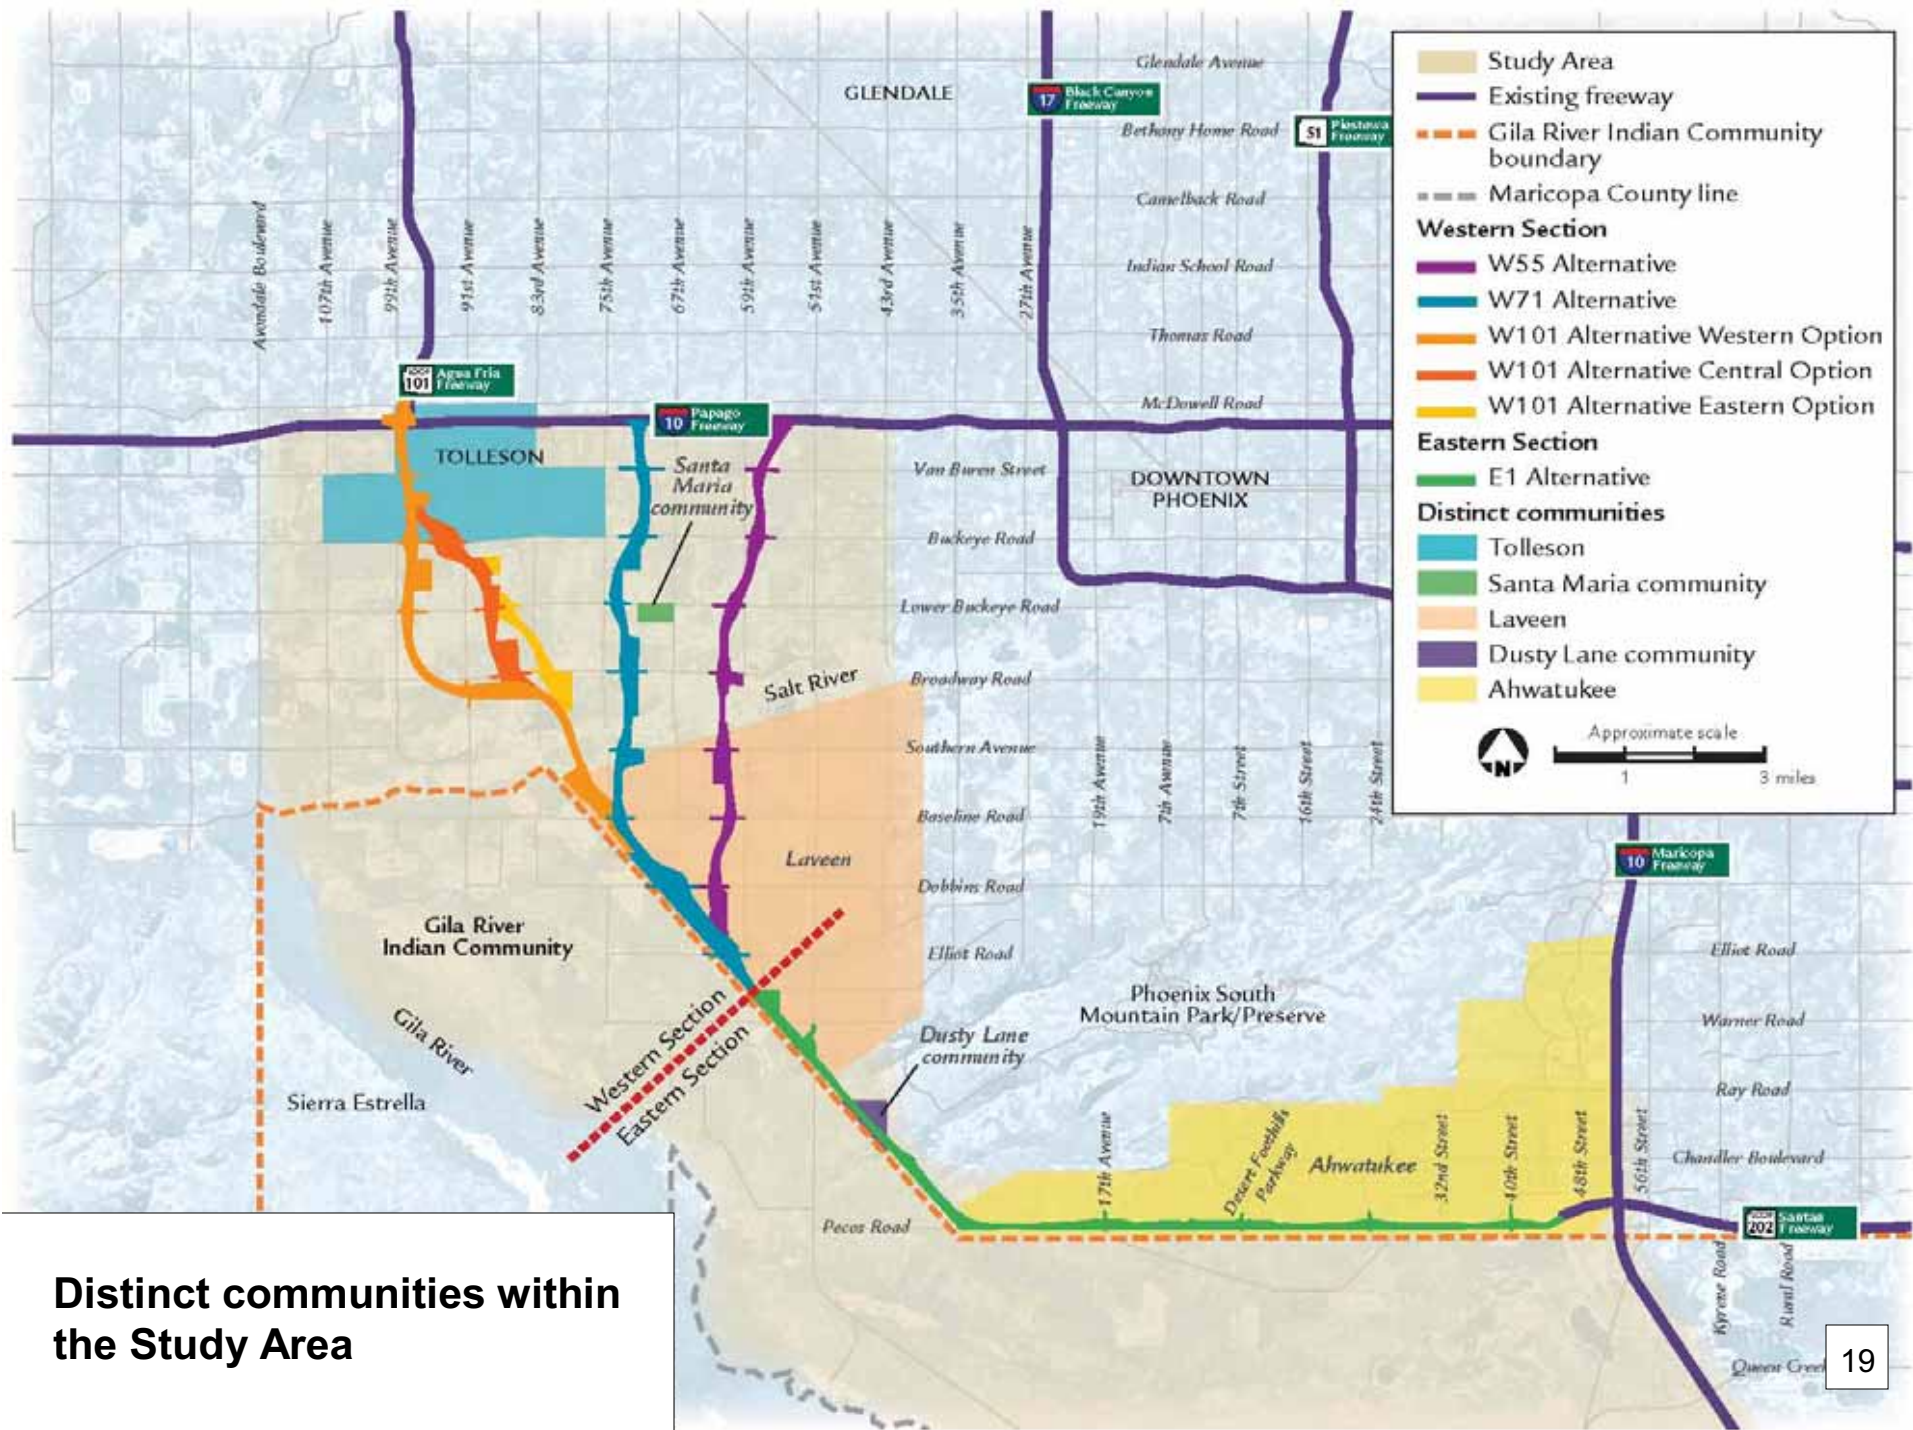 Glendale Avenue
GLENDALE
17 Black Canyon
Freeway
Bethany Home Road
51 Piestewa
Freeway
Camelback Road
Indian School Road
Thomas Road
McDowell Road
Avondale Boulevard
107th Avenue
99th Avenue
91st Avenue
83rd Avenue
75th Avenue
67th Avenue
59th Avenue
51st Avenue
43rd Avenue
35th Avenue
27th Avenue
LOOP
101 Agua Fria
Freeway
10 Papago
Freeway
TOLLESON
Santa
Maria
community
Van Buren Street
DOWNTOWN
PHOENIX
Buckeye Road
Lower Buckeye Road
Salt River
Broadway Road
Southern Avenue
Baseline Road
Laveen
Dobbins Road
Elliot Road
19th Avenue
7th Avenue
7th Street
16th Street
24th Street
10 Maricopa
Freeway
Gila River
Indian Community
Gila River
Sierra Estrella
Western Section
Eastern Section
Phoenix South
Mountain Park/Preserve
Dusty Lane
community
Elliot Road
Warner Road
Ray Road
Chandler Boulevard
17th Avenue
Desert Foothills
Parkway
Ahwatukee
32nd Street
40th Street
48th Street
56th Street
Pecos Road
LOOP
202 Santan
Freeway
Kyrene Road
Rural Road
Queen Creek
Study Area
Existing freeway
Gila River Indian Community
boundary
Maricopa County line
Western Section
W55 Alternative
W71 Alternative
W101 Alternative Western Option
W101 Alternative Central Option
W101 Alternative Eastern Option
Eastern Section
E1 Alternative
Distinct communities
Tolleson
Santa Maria community
Laveen
Dusty Lane community
Ahwatukee
N
Approximate scale
1 3 miles
Distinct communities within
the Study Area
19